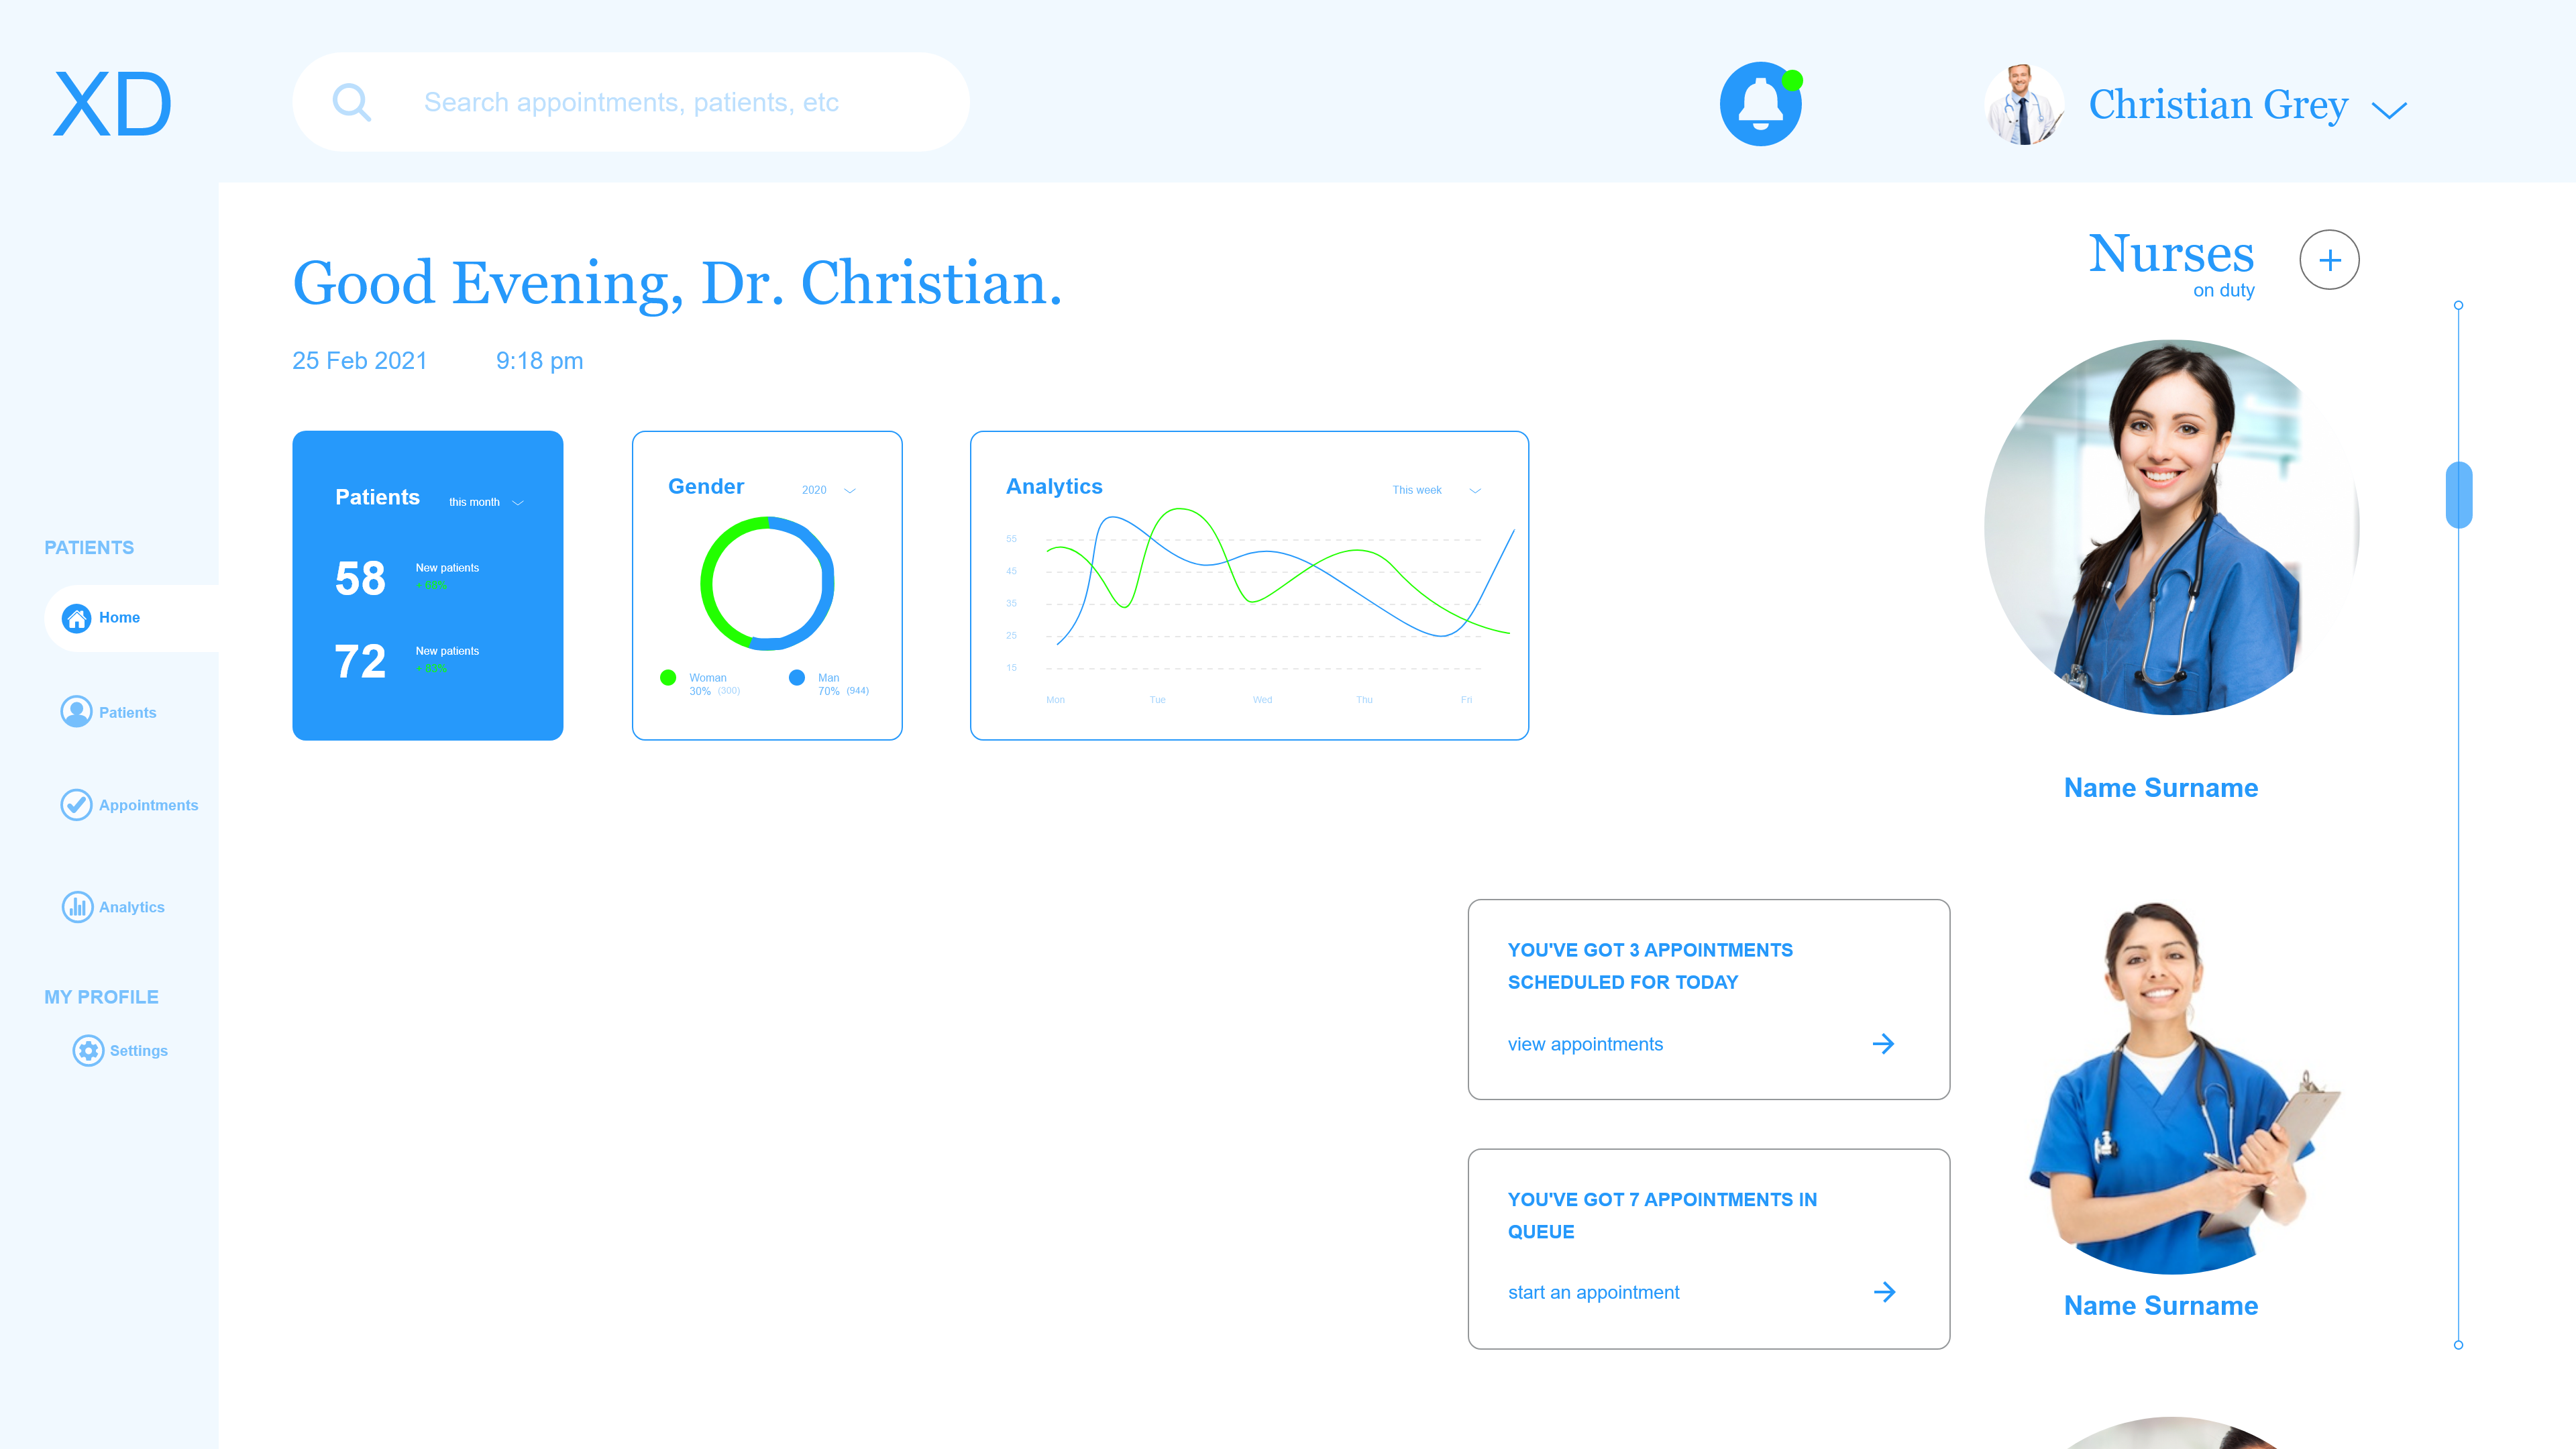 XD
Search appointments, patients, etc
Christian Grey
Good Evening, Dr. Christian.
25 Feb 2021 9:18 pm
Nurses
on duty
PATIENTS
Home
Patients
Appointments
Analytics
MY PROFILE
Settings
Patients this month
58 New patients
+ 68%
72 New patients
+ 83%
Gender 2020
Woman
30% (300)
Man
70% (944)
Analytics This week
55
45
35
25
15
Mon Tue Wed Thu Fri
Name Surname
YOU'VE GOT 3 APPOINTMENTS
SCHEDULED FOR TODAY
view appointments
YOU'VE GOT 7 APPOINTMENTS IN
QUEUE
start an appointment
Name Surname